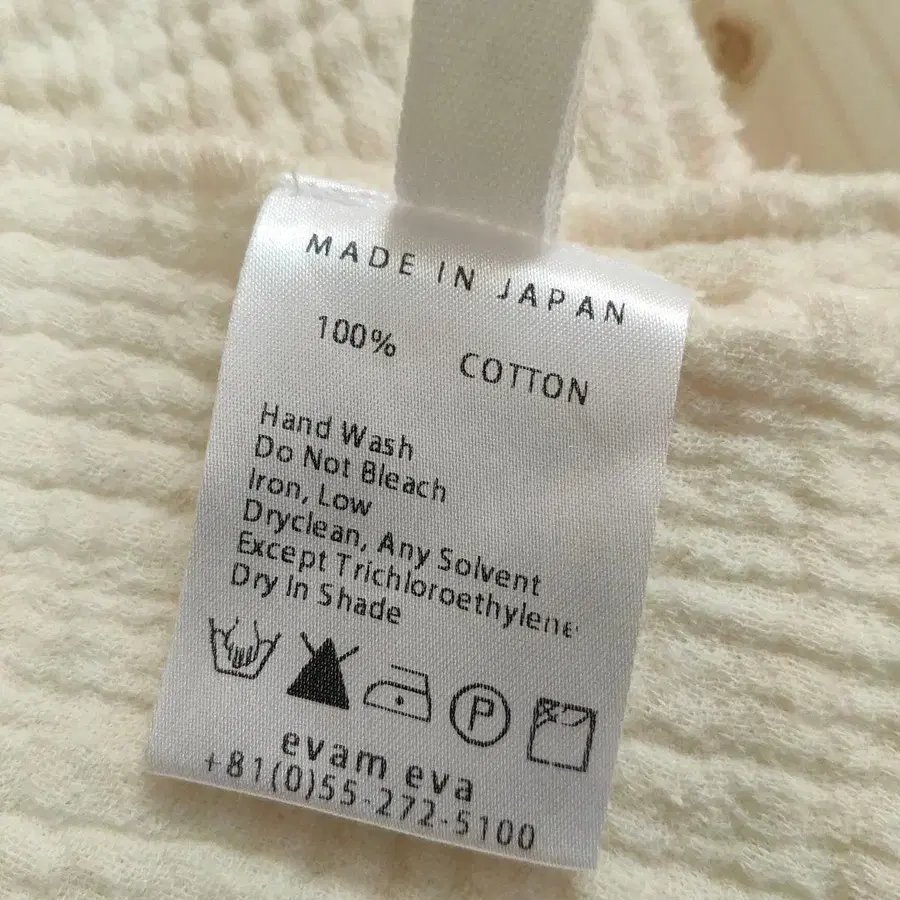 MADE IN JAPAN
100% COTTON
Hand Wash
Do Not Bleach
Iron, Low
Dryclean, Any Solvent
Except Trichloroethylene
Dry In Shade
P
evam eva
+81(0)55-272-5100